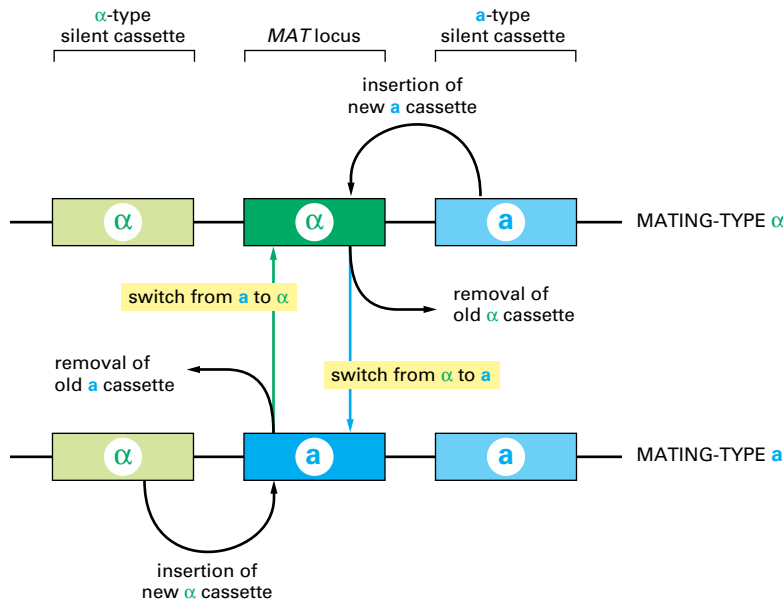 α-type
silent cassette
MAT locus
a-type
silent cassette
insertion of
new a cassette
α
α
a
MATING-TYPE α
switch from a to α
removal of
old α cassette
removal of
old a cassette
switch from α to a
α
a
a
MATING-TYPE a
insertion of
new α cassette